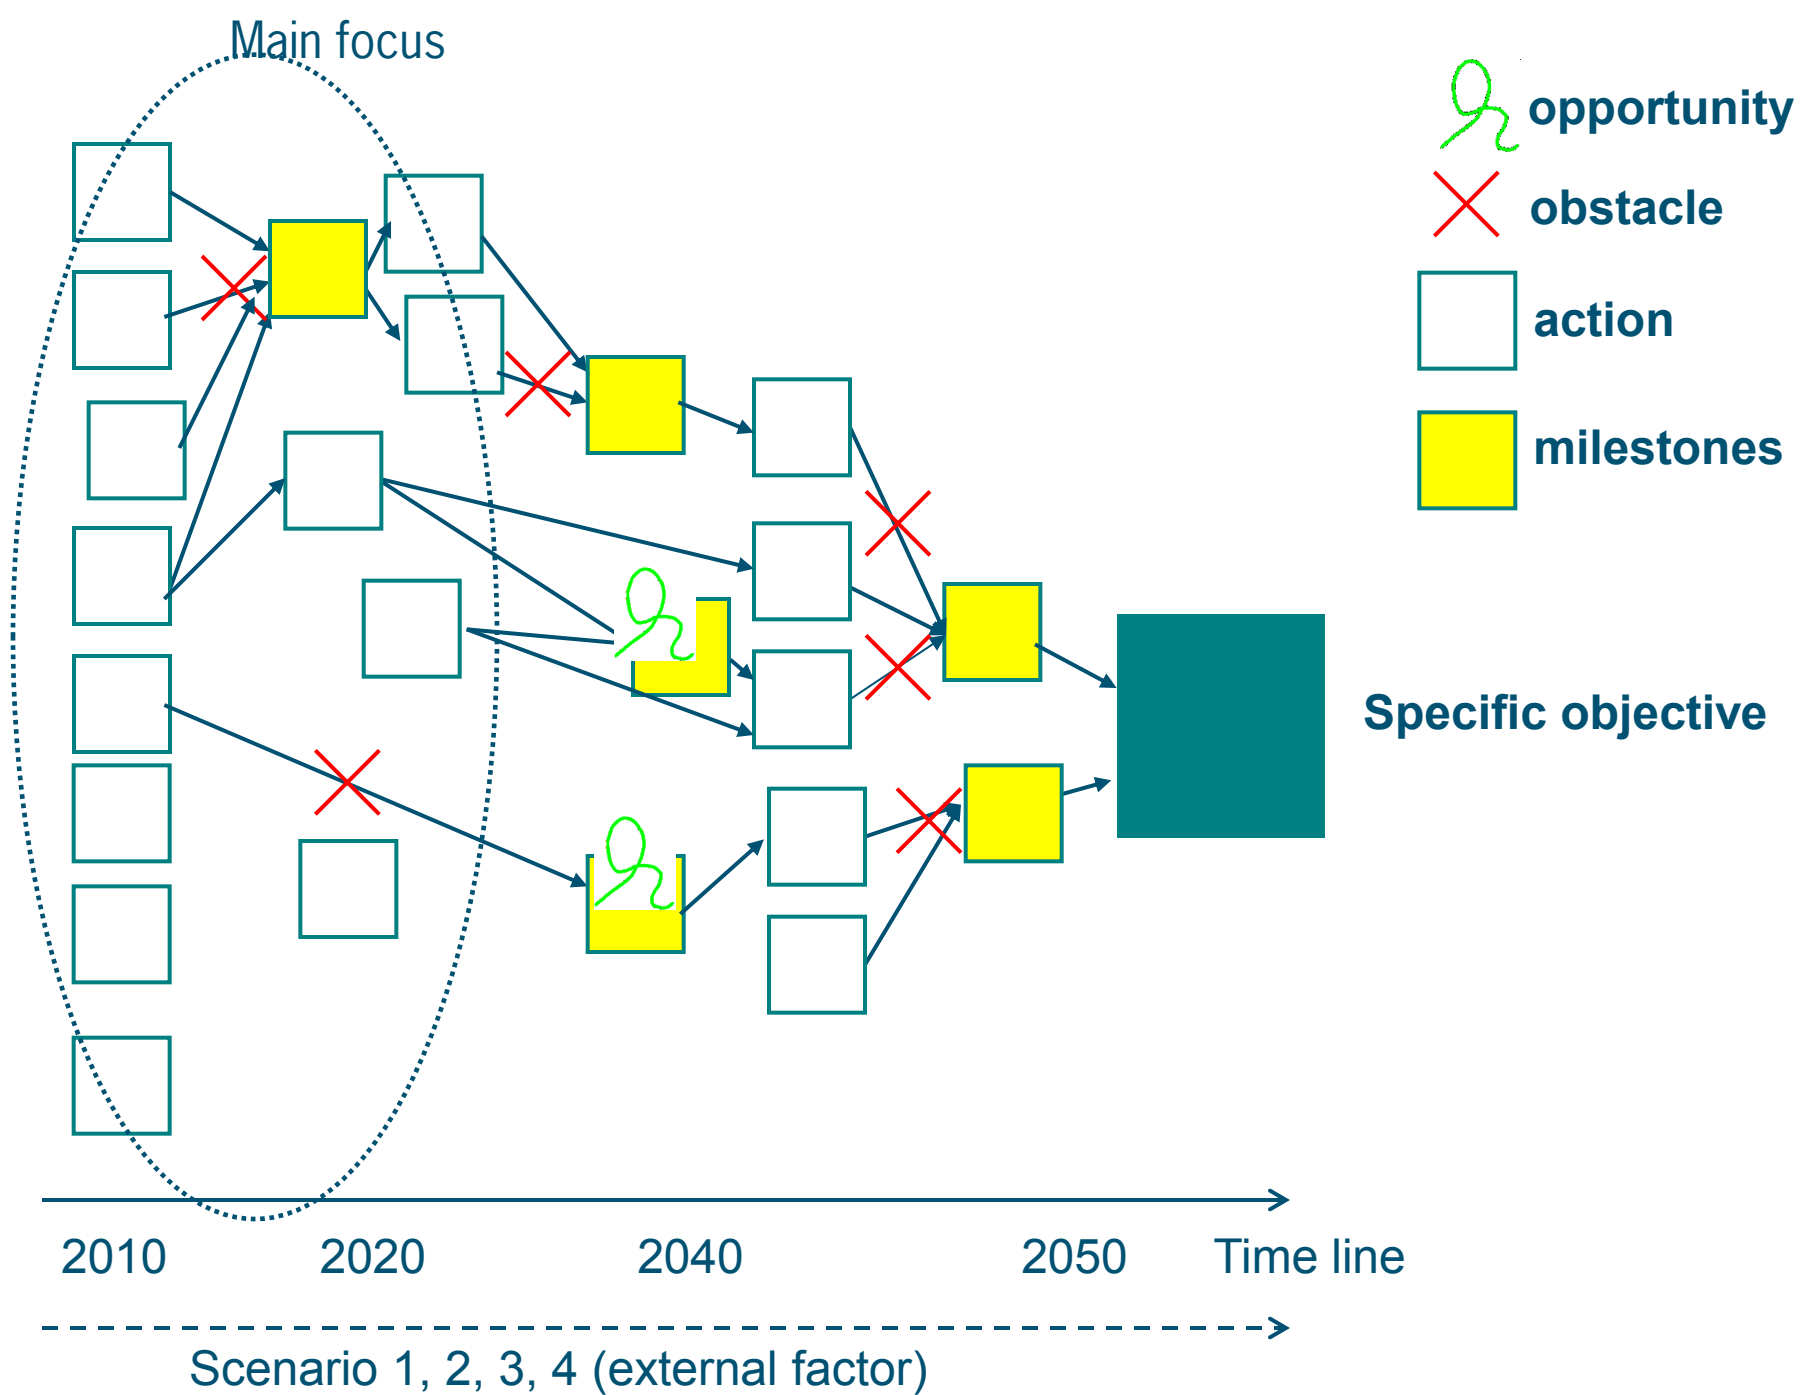 Main focus
opportunity
obstacle
action
milestones
Specific objective
2010 2020 2040 2050 Time line
Scenario 1, 2, 3, 4 (external factor)